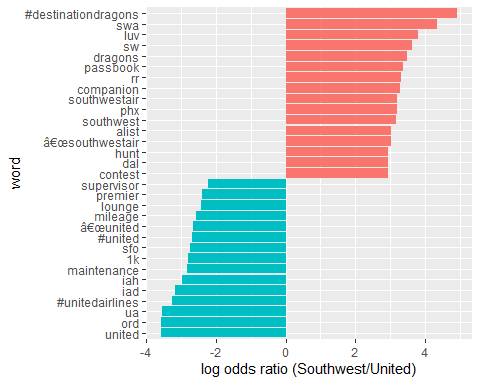 #destinationdragons
swa
luv
sw
dragons
passbook
rr
companion
southwestair
phx
southwest
alist
â€œsouthwestair
hunt
dal
contest
supervisor
premier
lounge
mileage
â€œunited
#united
sfo
1k
maintenance
iah
iad
#unitedairlines
ua
ord
united
word
-4 -2 0 2 4
log odds ratio (Southwest/United)